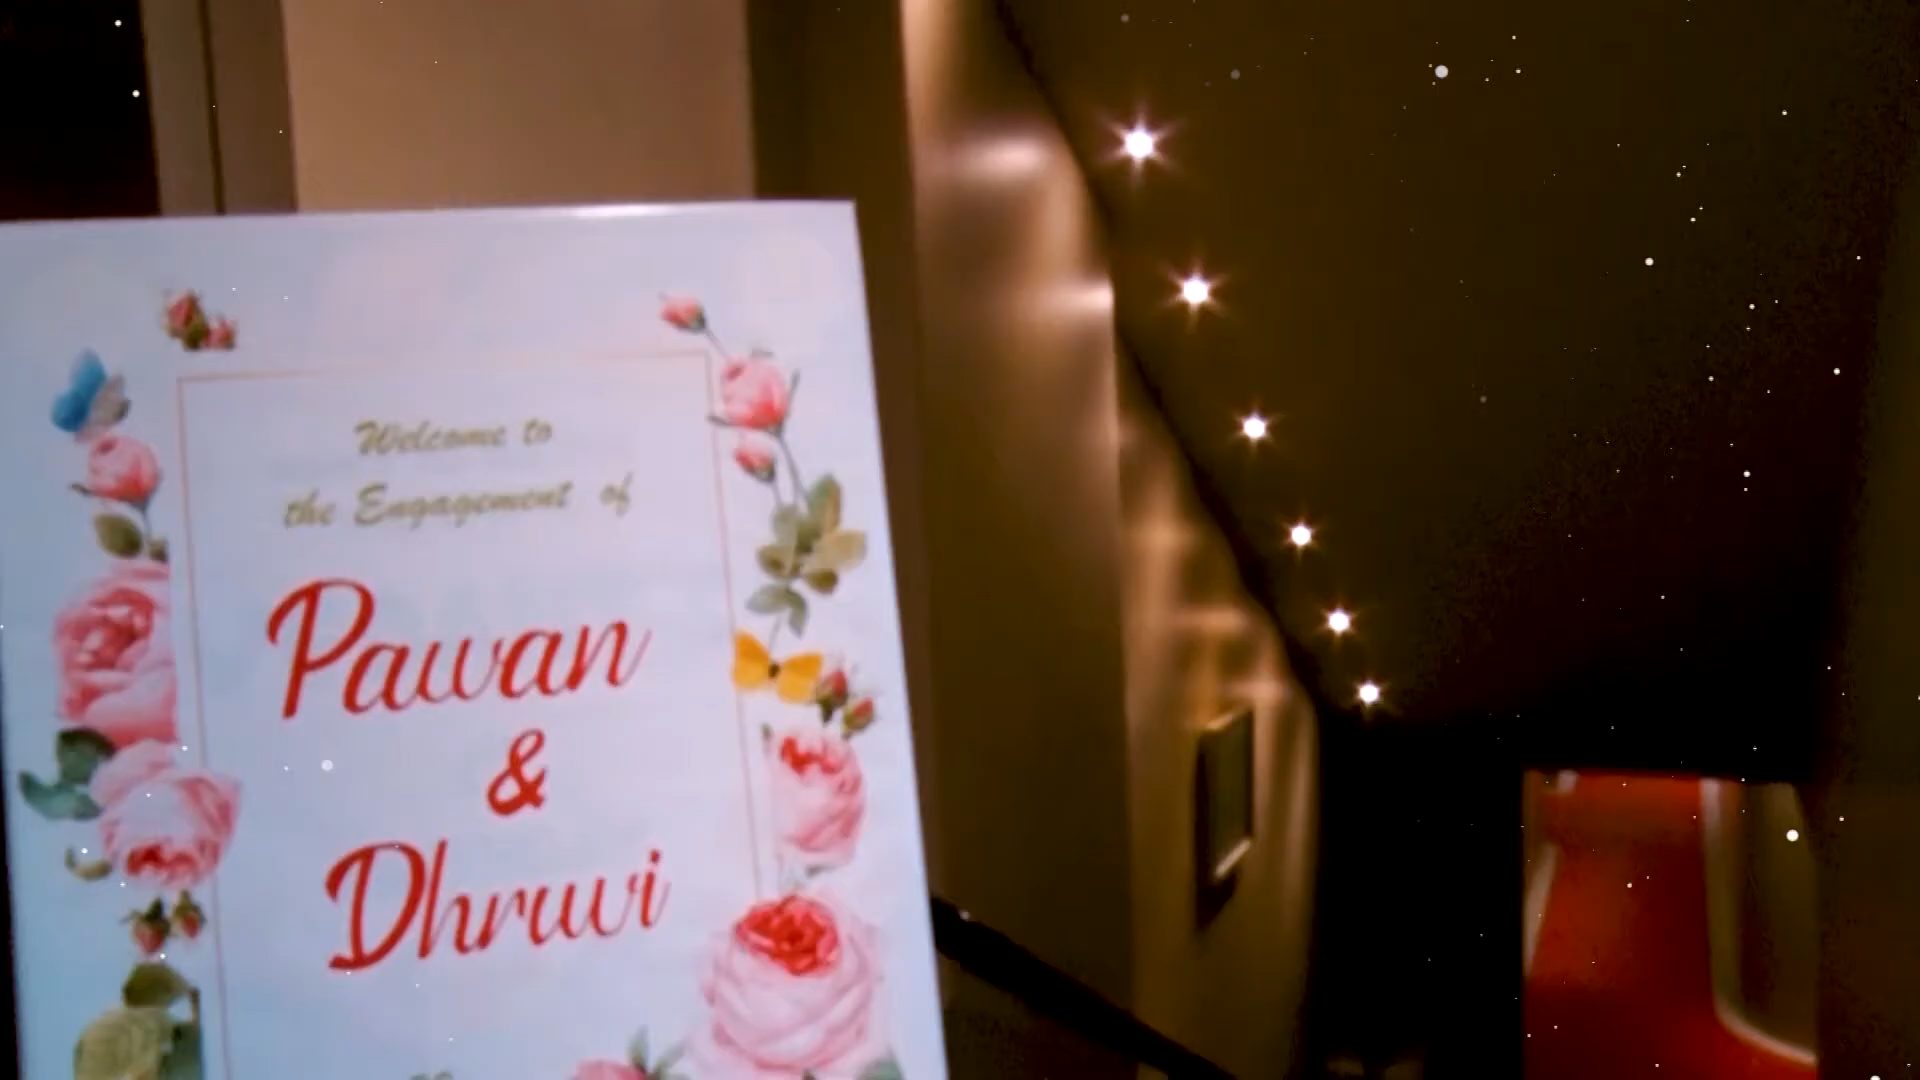 Welcome to
the Engagement of
Pawan
&
Dhruvi